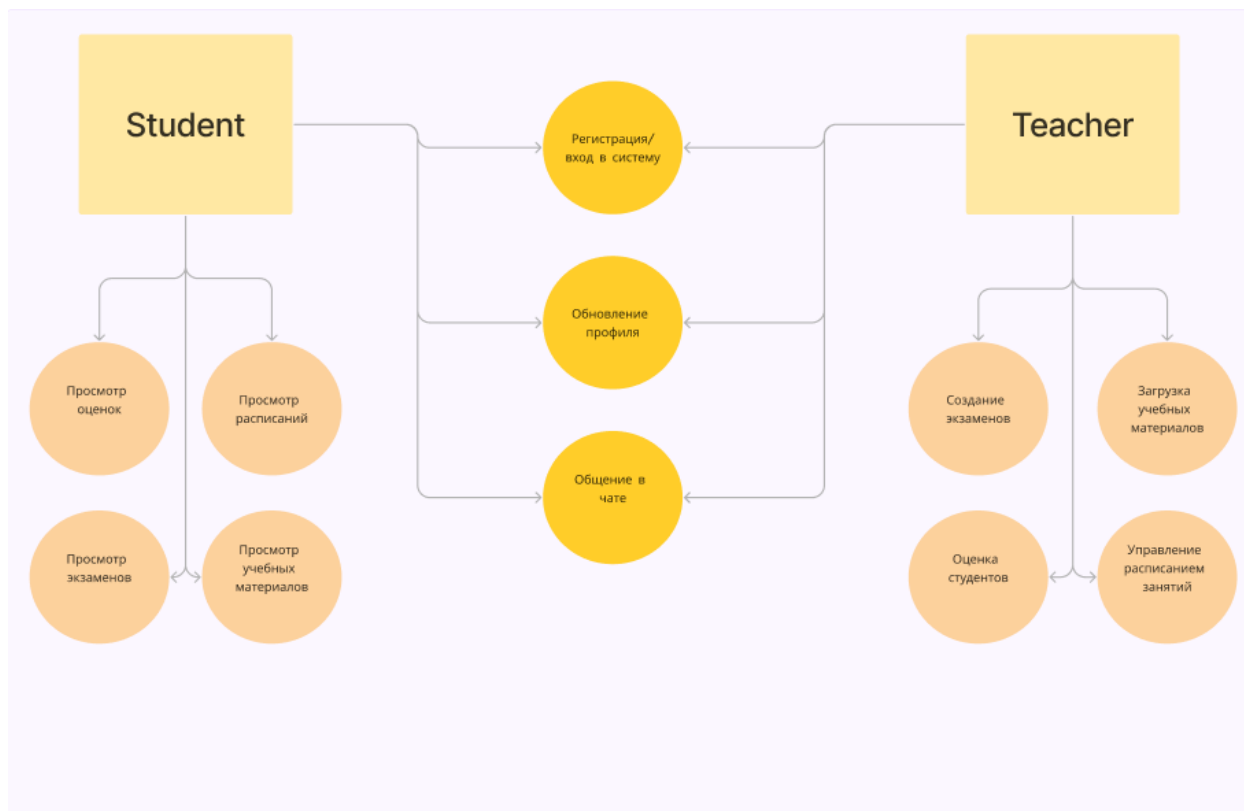 Student
Teacher
Регистрация/
вход в систему
Обновление
профиля
Общение в
чате
Просмотр
оценок
Просмотр
расписаний
Просмотр
экзаменов
Просмотр
учебных
материалов
Создание
экзаменов
Загрузка
учебных
материалов
Оценка
студентов
Управление
расписанием
занятий